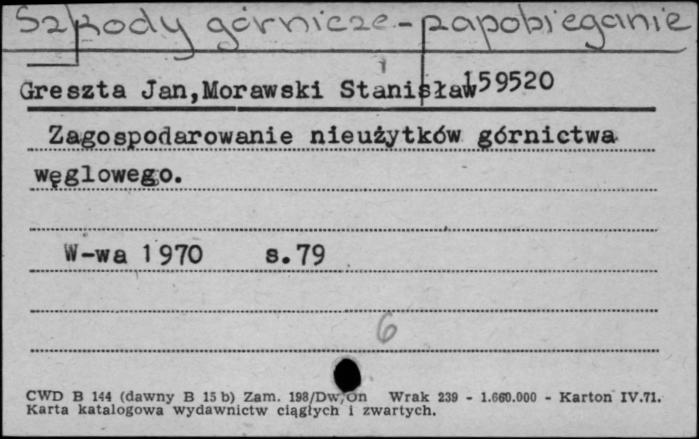 Szkody górnicze-zapobieganie
Greszta Jan,Morawski Stanisław 159520
Zagospodarowanie nieużytków górnictwa
węglowego.
W-wa 1970 s.79
6
CWD B 144 (dawny B 15 b) Zam. 198/Dw/On Wrak 239 - 1.660.000 - Karton IV.71.
Karta katalogowa wydawnictw ciągłych i zwartych.